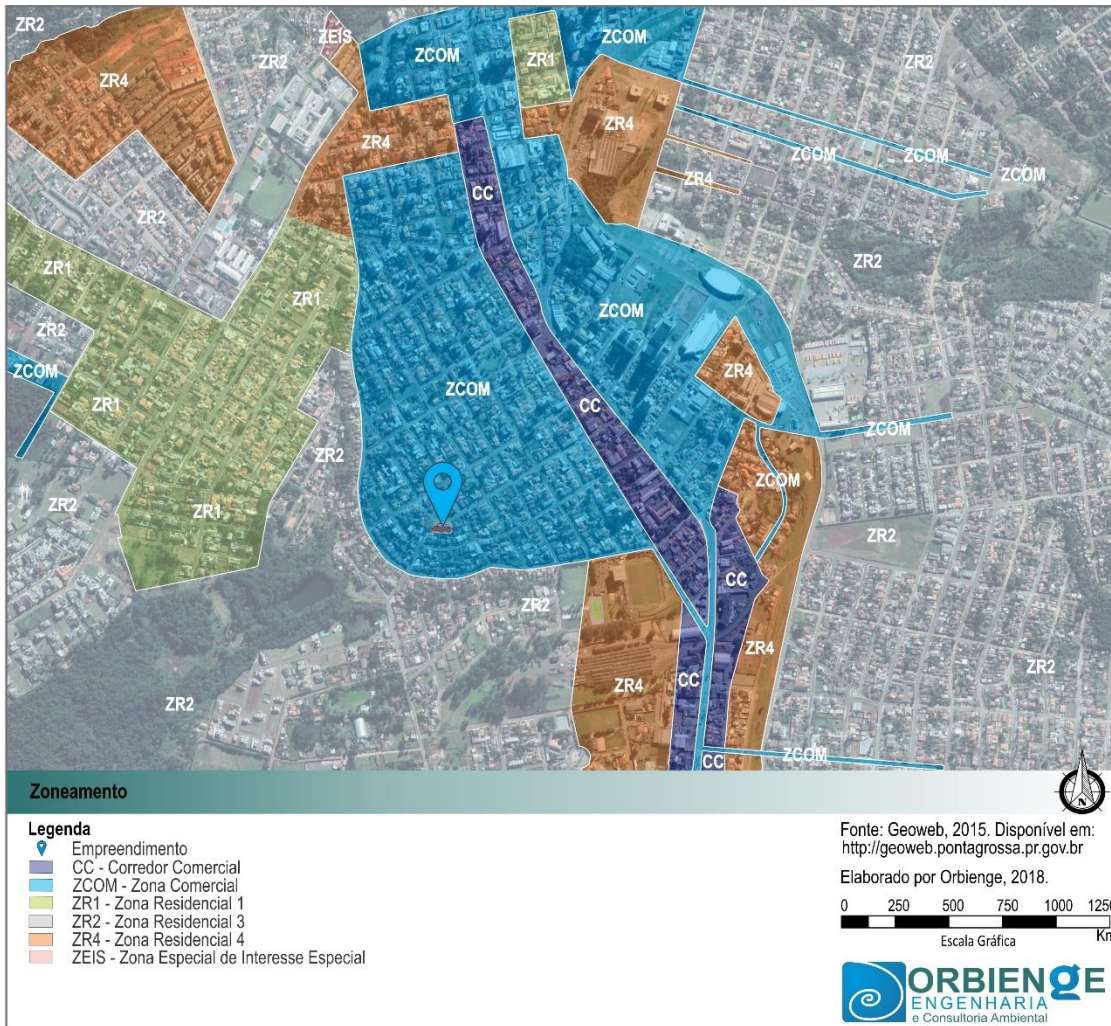 ZR2
ZEIS
ZCOM
ZCOM
ZR2
ZR1
ZR2
ZR4
ZR4
ZR4
ZCOM
ZCOM
ZCOM
ZR4
CC
ZR2
ZR2
ZR1
ZR1
ZR2
ZCOM
ZCOM
ZR4
ZR1
ZCOM
CC
ZCOM
ZR2
ZCOM
ZR2
ZR1
ZR2
CC
ZR2
ZR4
ZR2
ZR2
ZR4
CC
ZCOM
CC
Zoneamento
N
Legenda
Empreendimento
CC - Corredor Comercial
ZCOM - Zona Comercial
ZR1 - Zona Residencial 1
ZR2 - Zona Residencial 3
ZR4 - Zona Residencial 4
ZEIS - Zona Especial de Interesse Especial
Fonte: Geoweb, 2015. Disponível em:
http://geoweb.pontagrossa.pr.gov.br
Elaborado por Orbienge, 2018.
0 250 500 750 1000 1250
Escala Gráfica
Km
ORBIENGE
ENGENHARIA
e Consultoria Ambiental